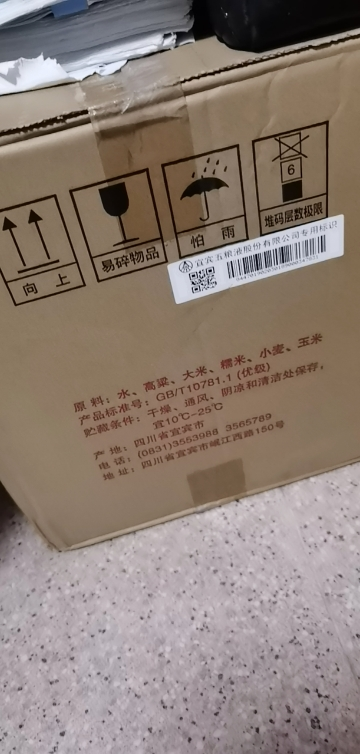 6
向 上
易碎物品
怕 雨
堆码层数极限
宜宾五粮液股份有限公司专用标识
原 料：水、高粱、大米、糯米、小麦、玉米
产品标准号：GB/T10781.1 (优级)
贮藏条件：干燥、通风、阴凉和清洁处保存，
宜10℃-25℃
产 地：四川省宜宾市
电 话：(0831)3563988 3565769
地 址：四川省宜宾市岷江西路150号